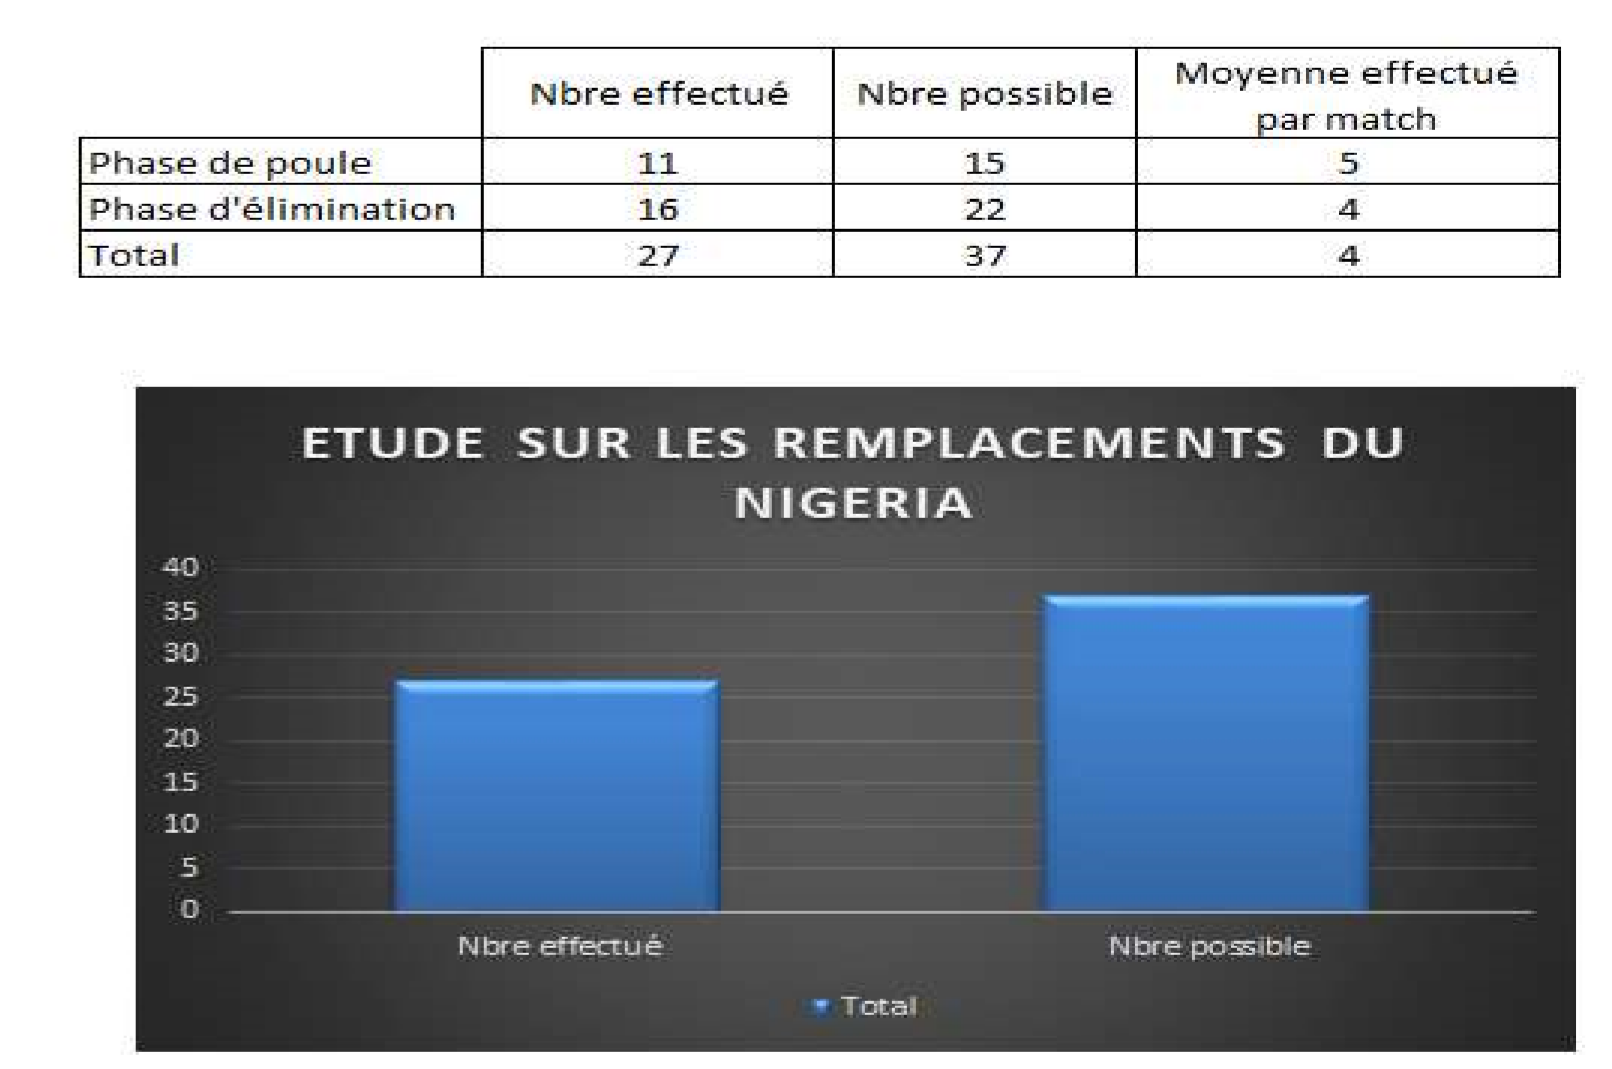 Nbre effectué Nbre possible Moyenne effectué
par match
Phase de poule 11 15 5
Phase d'élimination 16 22 4
Total 27 37 4
ETUDE SUR LES REMPLACEMENTS DU
NIGERIA
40
35
30
25
20
15
10
5
0
Nbre effectué Nbre possible
Total